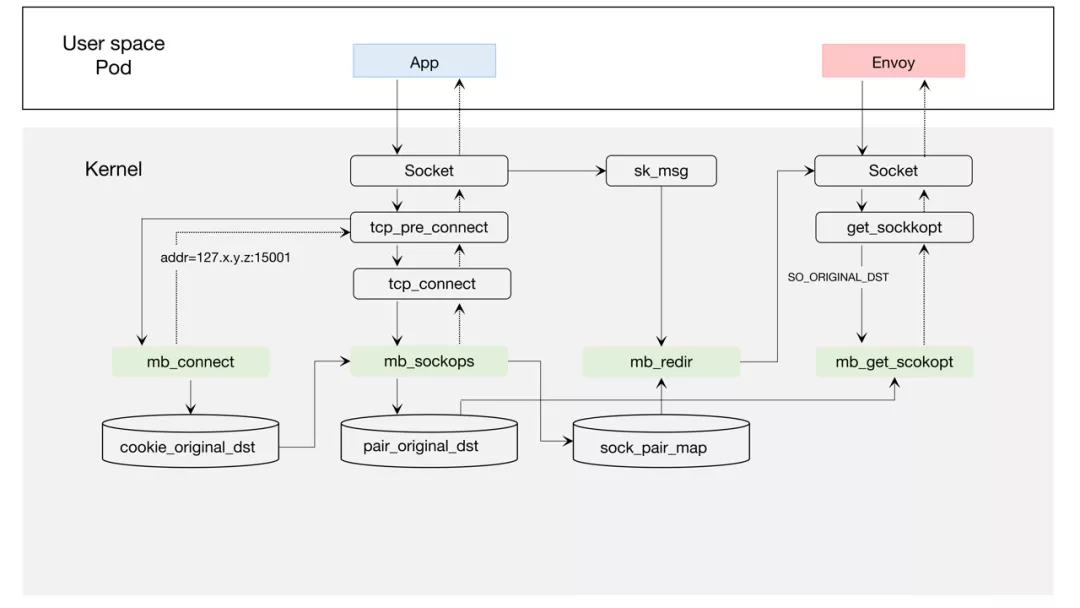 User space
Pod
App
Envoy
Kernel
Socket
sk_msg
Socket
tcp_pre_connect
get_sockkopt
addr=127.x.y.z:15001
tcp_connect
SO_ORIGINAL_DST
mb_connect
mb_sockops
mb_redir
mb_get_scokopt
cookie_original_dst
pair_original_dst
sock_pair_map